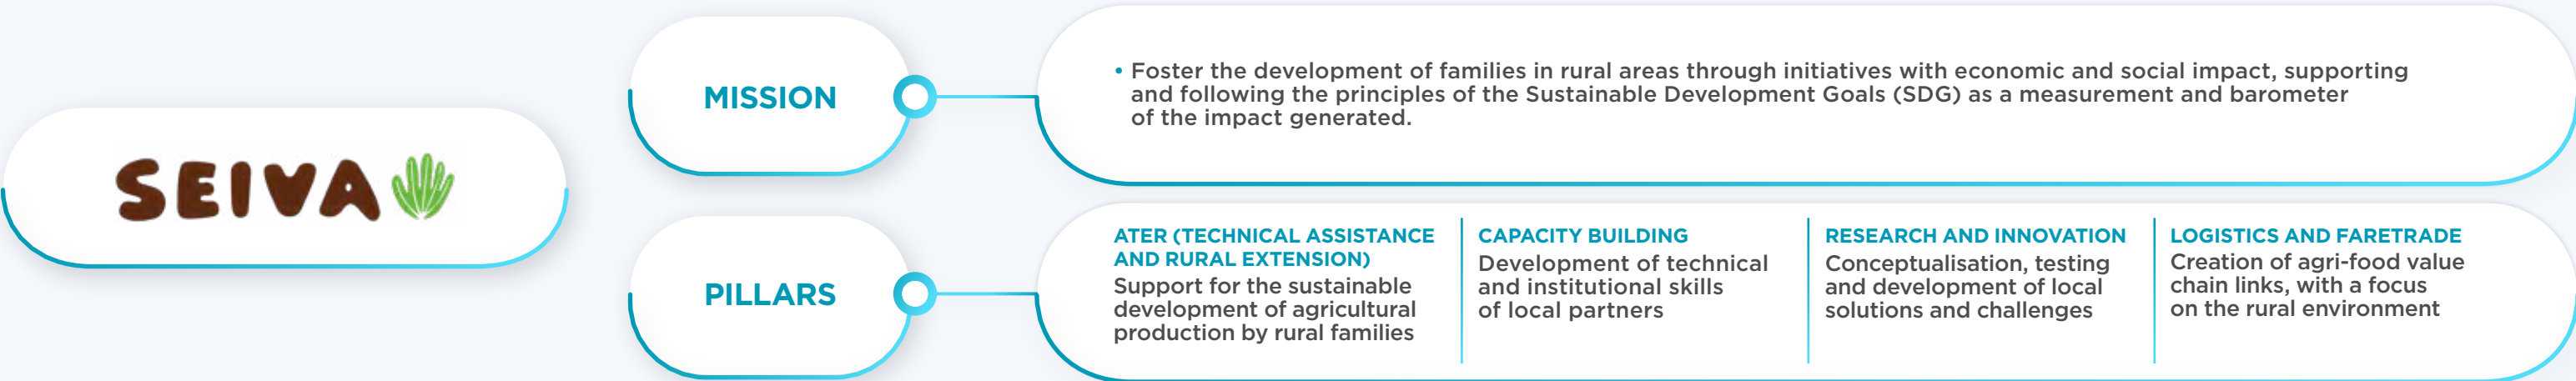 SEIVA
MISSION
• Foster the development of families in rural areas through initiatives with economic and social impact, supporting
and following the principles of the Sustainable Development Goals (SDG) as a measurement and barometer
of the impact generated.
PILLARS
ATER (TECHNICAL ASSISTANCE
AND RURAL EXTENSION)
Support for the sustainable
development of agricultural
production by rural families
CAPACITY BUILDING
Development of technical
and institutional skills
of local partners
RESEARCH AND INNOVATION
Conceptualisation, testing
and development of local
solutions and challenges
LOGISTICS AND FARETRADE
Creation of agri-food value
chain links, with a focus
on the rural environment